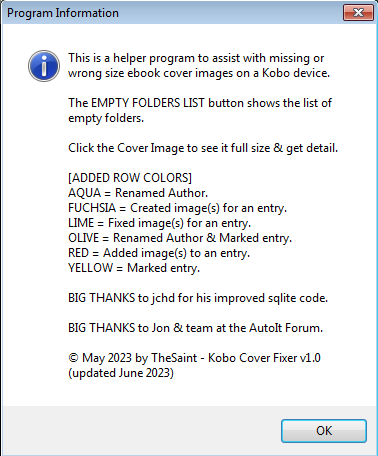 Program Information
This is a helper program to assist with missing or
wrong size ebook cover images on a Kobo device.
The EMPTY FOLDERS LIST button shows the list of
empty folders.
Click the Cover Image to see it full size & get detail.
[ADDED ROW COLORS]
AQUA = Renamed Author.
FUCHSIA = Created image(s) for an entry.
LIME = Fixed image(s) for an entry.
OLIVE = Renamed Author & Marked entry.
RED = Added image(s) to an entry.
YELLOW = Marked entry.
BIG THANKS to jchd for his improved sqlite code.
BIG THANKS to Jon & team at the AutoIt Forum.
© May 2023 by TheSaint - Kobo Cover Fixer v1.0
(updated June 2023)
OK